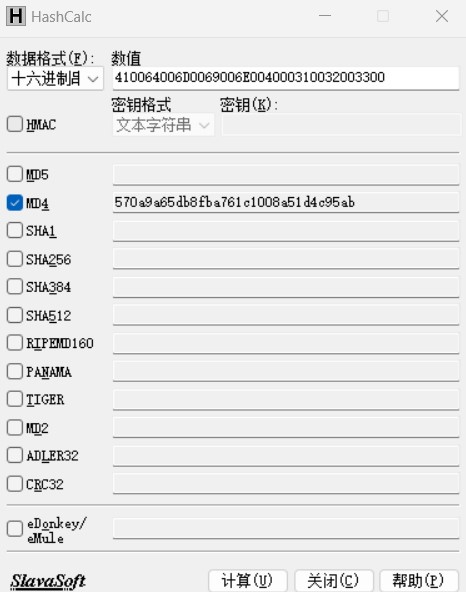 HashCalc
数据格式(F): 数值
十六进制串 410064006D0069006E004000310032003300
密钥格式 密钥(K):
HMAC 文本字符串
MD5
MD4 570a9a65db8fba761c1008a51d4c95ab
SHA1
SHA256
SHA384
SHA512
RIPEMD160
PANAMA
TIGER
MD2
ADLER32
CRC32
eDonkey/
eMule
SlavaSoft 计算(U) 关闭(C) 帮助(P)